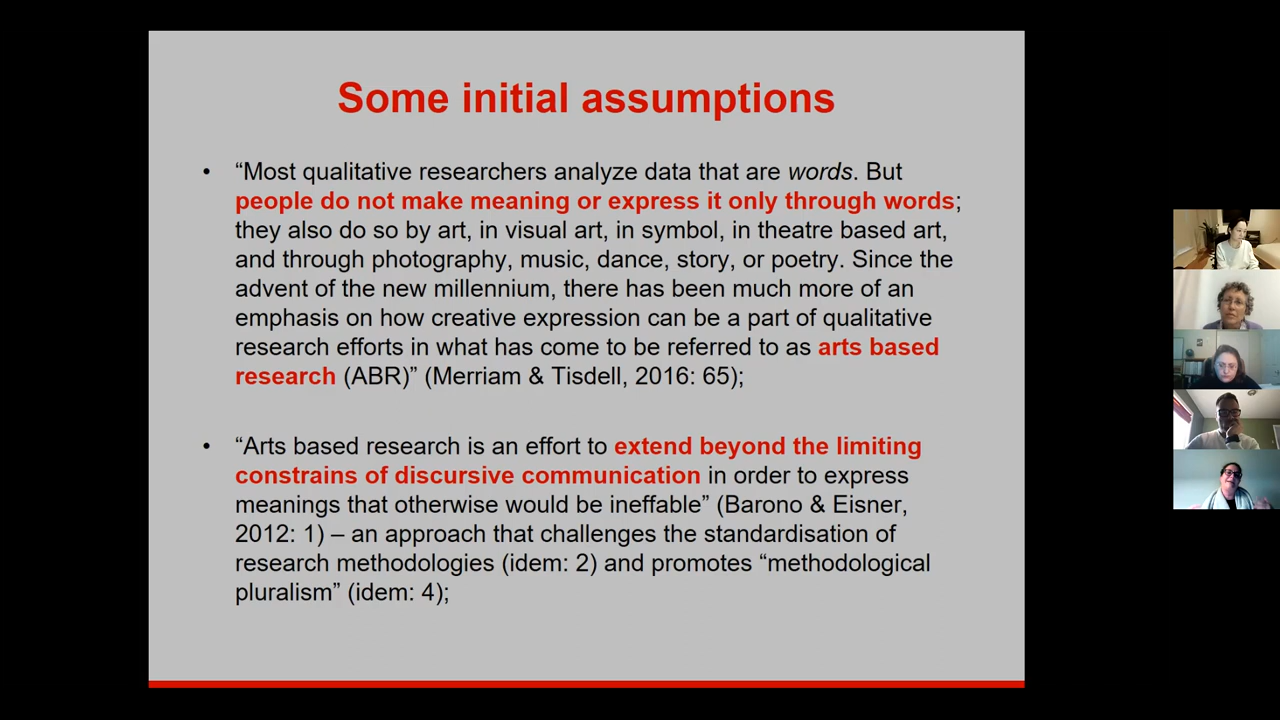 Some initial assumptions
• “Most qualitative researchers analyze data that are words. But
people do not make meaning or express it only through words;
they also do so by art, in visual art, in symbol, in theatre based art,
and through photography, music, dance, story, or poetry. Since the
advent of the new millennium, there has been much more of an
emphasis on how creative expression can be a part of qualitative
research efforts in what has come to be referred to as arts based
research (ABR)” (Merriam & Tisdell, 2016: 65);
• “Arts based research is an effort to extend beyond the limiting
constrains of discursive communication in order to express
meanings that otherwise would be ineffable” (Barono & Eisner,
2012: 1) – an approach that challenges the standardisation of
research methodologies (idem: 2) and promotes “methodological
pluralism” (idem: 4);